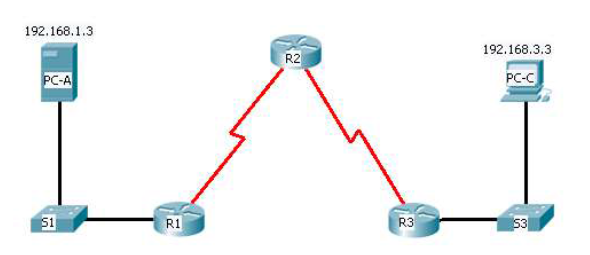 192.168.1.3
PC-A
R2
192.168.3.3
PC-C
S1
R1
R3
S3